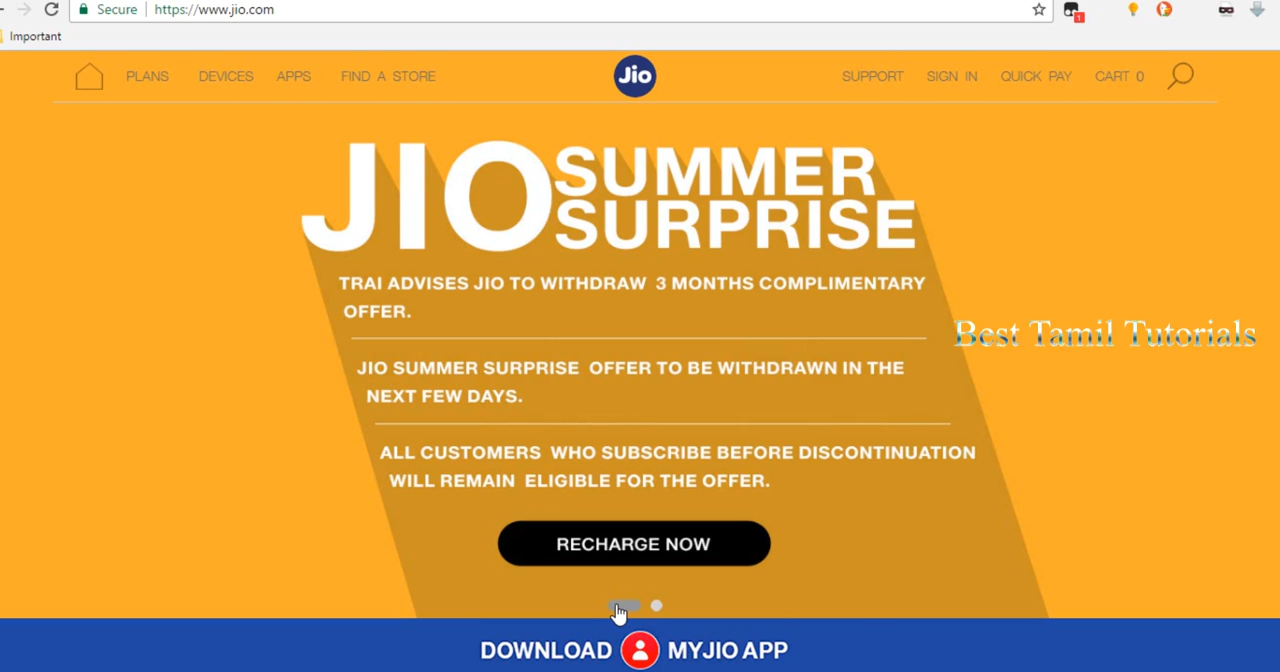 Secure https://www.jio.com
1
Important
PLANS DEVICES APPS FIND A STORE Jio SUPPORT SIGN IN QUICK PAY CART 0
JIO SUMMER
SURPRISE
TRAI ADVISES JIO TO WITHDRAW 3 MONTHS COMPLIMENTARY
OFFER.
Best Tamil Tutorials
JIO SUMMER SURPRISE OFFER TO BE WITHDRAWN IN THE
NEXT FEW DAYS.
ALL CUSTOMERS WHO SUBSCRIBE BEFORE DISCONTINUATION
WILL REMAIN ELIGIBLE FOR THE OFFER.
RECHARGE NOW
DOWNLOAD MYJIO APP